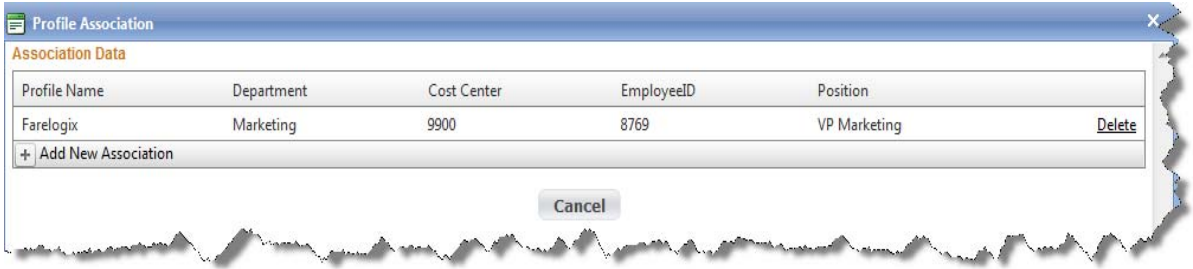 Profile Association
Association Data
Profile Name Department Cost Center EmployeeID Position
Farelogix Marketing 9900 8769 VP Marketing Delete
+ Add New Association
Cancel